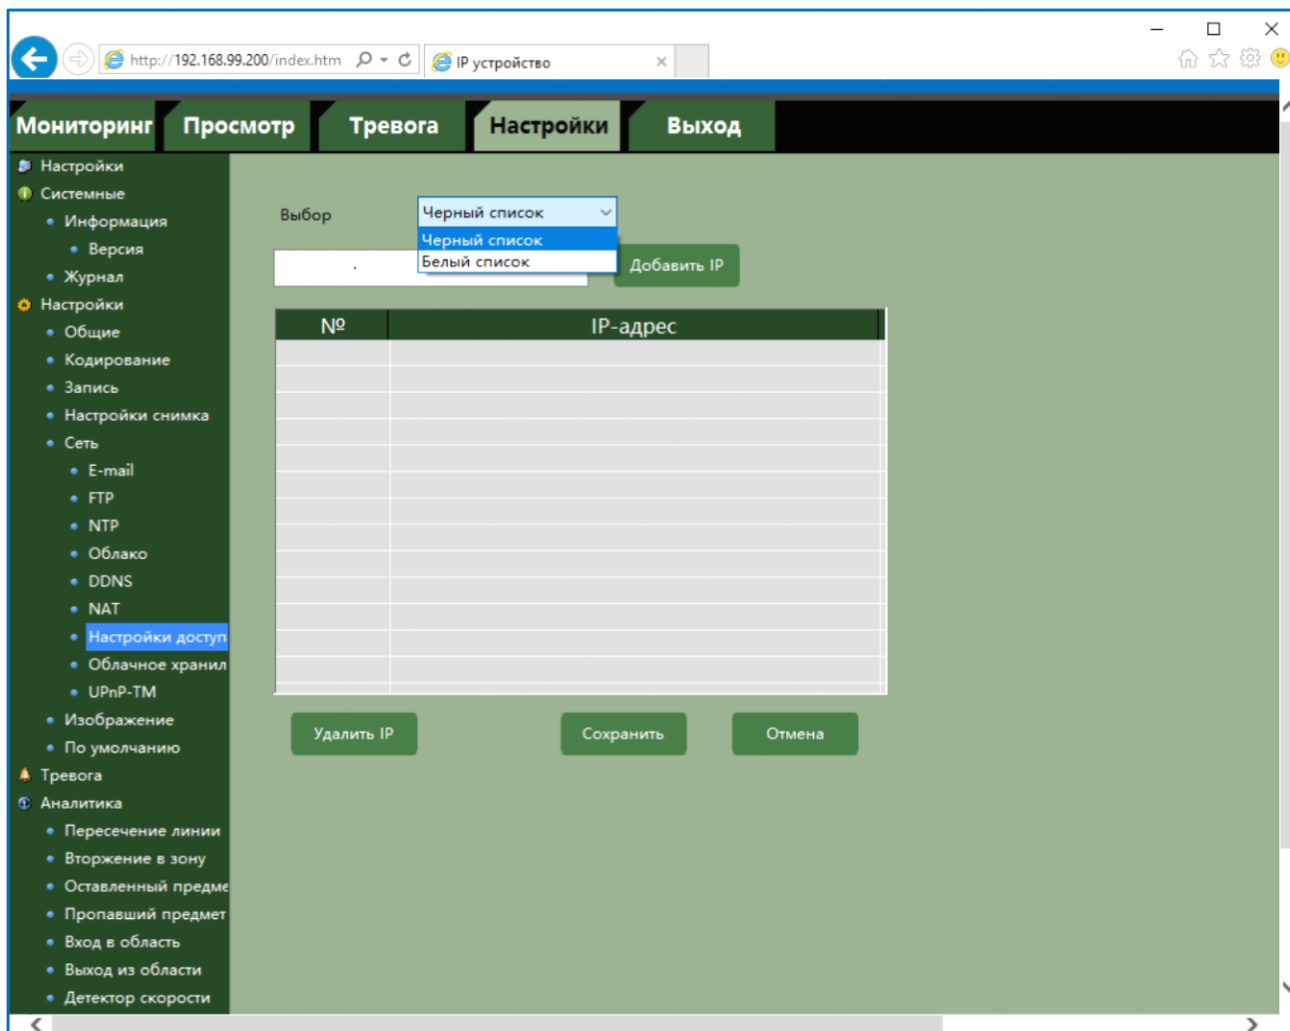 http://192.168.99.200/index.htm
IP устройство
Мониторинг
Просмотр
Тревога
Настройки
Выход
Настройки
Системные
Информация
Версия
Журнал
Настройки
Общие
Кодирование
Запись
Настройки снимка
Сеть
E-mail
FTP
NTP
Облако
DDNS
NAT
Настройки доступ
Облачное хранил
UPnP-TM
Изображение
По умолчанию
Тревога
Аналитика
Пересечение линии
Вторжение в зону
Оставленный предме
Пропавший предмет
Вход в область
Выход из области
Детектор скорости
Выбор
Черный список
Черный список
Белый список
.
Добавить IP
№ IP-адрес
Удалить IP
Сохранить
Отмена